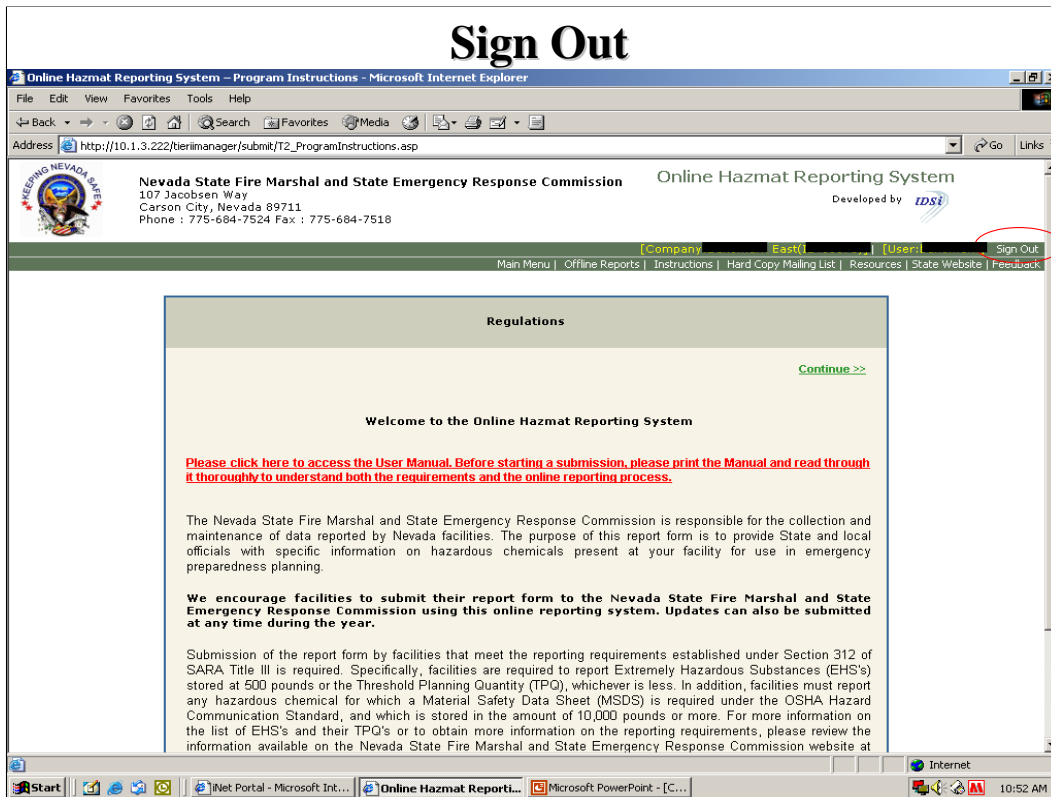 Sign Out
Online Hazmat Reporting System – Program Instructions - Microsoft Internet Explorer
File Edit View Favorites Tools Help
Back Search Favorites Media
Address http://10.1.3.222/tieriimanager/submit/T2_ProgramInstructions.asp Go Links
KEEPING NEVADA SAFE
Nevada State Fire Marshal and State Emergency Response Commission
107 Jacobsen Way
Carson City, Nevada 89711
Phone : 775-684-7524 Fax : 775-684-7518
Online Hazmat Reporting System
Developed by IDSi
[Company East( | [User: Sign Out
Main Menu | Offline Reports | Instructions | Hard Copy Mailing List | Resources | State Website | Feedback
Regulations
Continue >>
Welcome to the Online Hazmat Reporting System
Please click here to access the User Manual. Before starting a submission, please print the Manual and read through
it thoroughly to understand both the requirements and the online reporting process.
The Nevada State Fire Marshal and State Emergency Response Commission is responsible for the collection and
maintenance of data reported by Nevada facilities. The purpose of this report form is to provide State and local
officials with specific information on hazardous chemicals present at your facility for use in emergency
preparedness planning.
We encourage facilities to submit their report form to the Nevada State Fire Marshal and State
Emergency Response Commission using this online reporting system. Updates can also be submitted
at any time during the year.
Submission of the report form by facilities that meet the reporting requirements established under Section 312 of
SARA Title III is required. Specifically, facilities are required to report Extremely Hazardous Substances (EHS's)
stored at 500 pounds or the Threshold Planning Quantity (TPQ), whichever is less. In addition, facilities must report
any hazardous chemical for which a Material Safety Data Sheet (MSDS) is required under the OSHA Hazard
Communication Standard, and which is stored in the amount of 10,000 pounds or more. For more information on
the list of EHS's and their TPQ's or to obtain more information on the reporting requirements, please review the
information available on the Nevada State Fire Marshal and State Emergency Response Commission website at
Internet
Start iNet Portal - Microsoft Int... Online Hazmat Reporti... Microsoft PowerPoint - [C... 10:52 AM